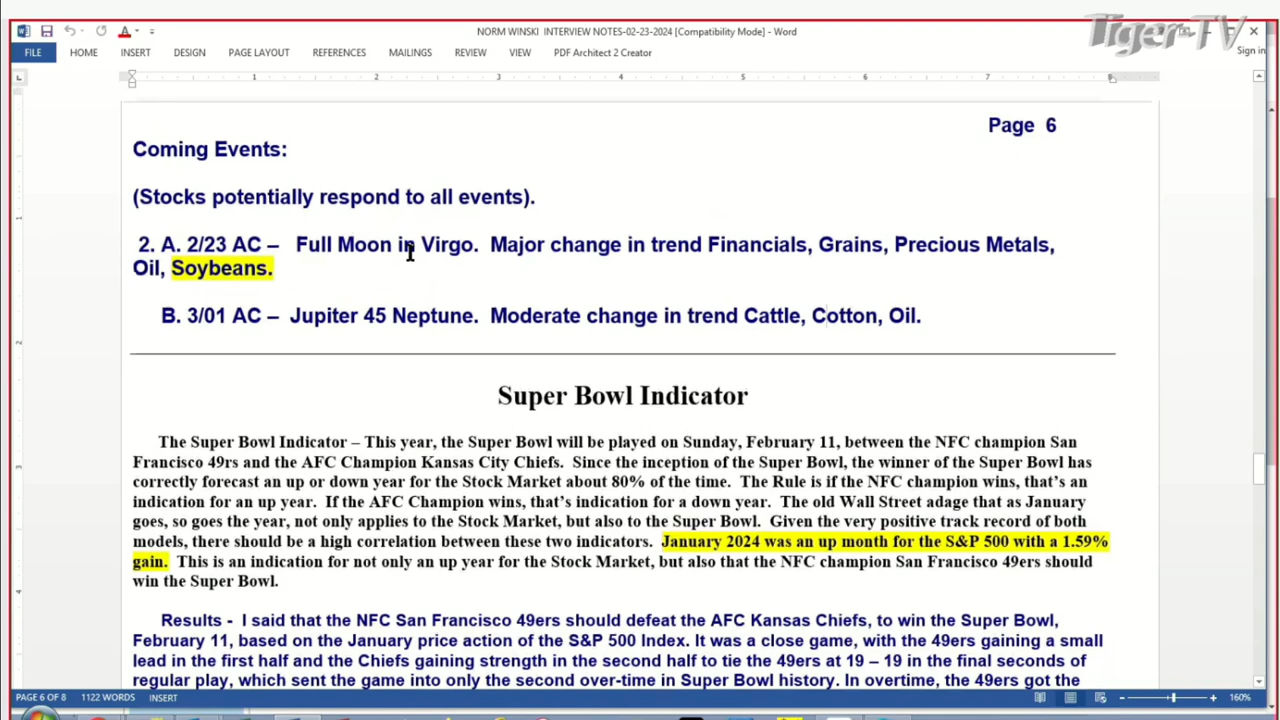 NORM WINSKI INTERVIEW NOTES-02-23-2024 [Compatibility Mode] - Word
Tiger-TV
FILE HOME INSERT DESIGN PAGE LAYOUT REFERENCES MAILINGS REVIEW VIEW PDF Architect 2 Creator
Sign in
1 2 3 4 5 6 7 8
Page 6
Coming Events:
(Stocks potentially respond to all events).
2. A. 2/23 AC – Full Moon in Virgo. Major change in trend Financials, Grains, Precious Metals,
Oil, Soybeans.
B. 3/01 AC – Jupiter 45 Neptune. Moderate change in trend Cattle, Cotton, Oil.
Super Bowl Indicator
The Super Bowl Indicator – This year, the Super Bowl will be played on Sunday, February 11, between the NFC champion San
Francisco 49rs and the AFC Champion Kansas City Chiefs. Since the inception of the Super Bowl, the winner of the Super Bowl has
correctly forecast an up or down year for the Stock Market about 80% of the time. The Rule is if the NFC champion wins, that's an
indication for an up year. If the AFC Champion wins, that's indication for a down year. The old Wall Street adage that as January
goes, so goes the year, not only applies to the Stock Market, but also to the Super Bowl. Given the very positive track record of both
models, there should be a high correlation between these two indicators. January 2024 was an up month for the S&P 500 with a 1.59%
gain. This is an indication for not only an up year for the Stock Market, but also that the NFC champion San Francisco 49ers should
win the Super Bowl.
Results - I said that the NFC San Francisco 49ers should defeat the AFC Kansas Chiefs, to win the Super Bowl,
February 11, based on the January price action of the S&P 500 Index. It was a close game, with the 49ers gaining a small
lead in the first half and the Chiefs gaining strength in the second half to tie the 49ers at 19 – 19 in the final seconds of
regular play, which sent the game into only the second over-time in Super Bowl history. In overtime, the 49ers got the
PAGE 6 OF 8 1122 WORDS INSERT 160%